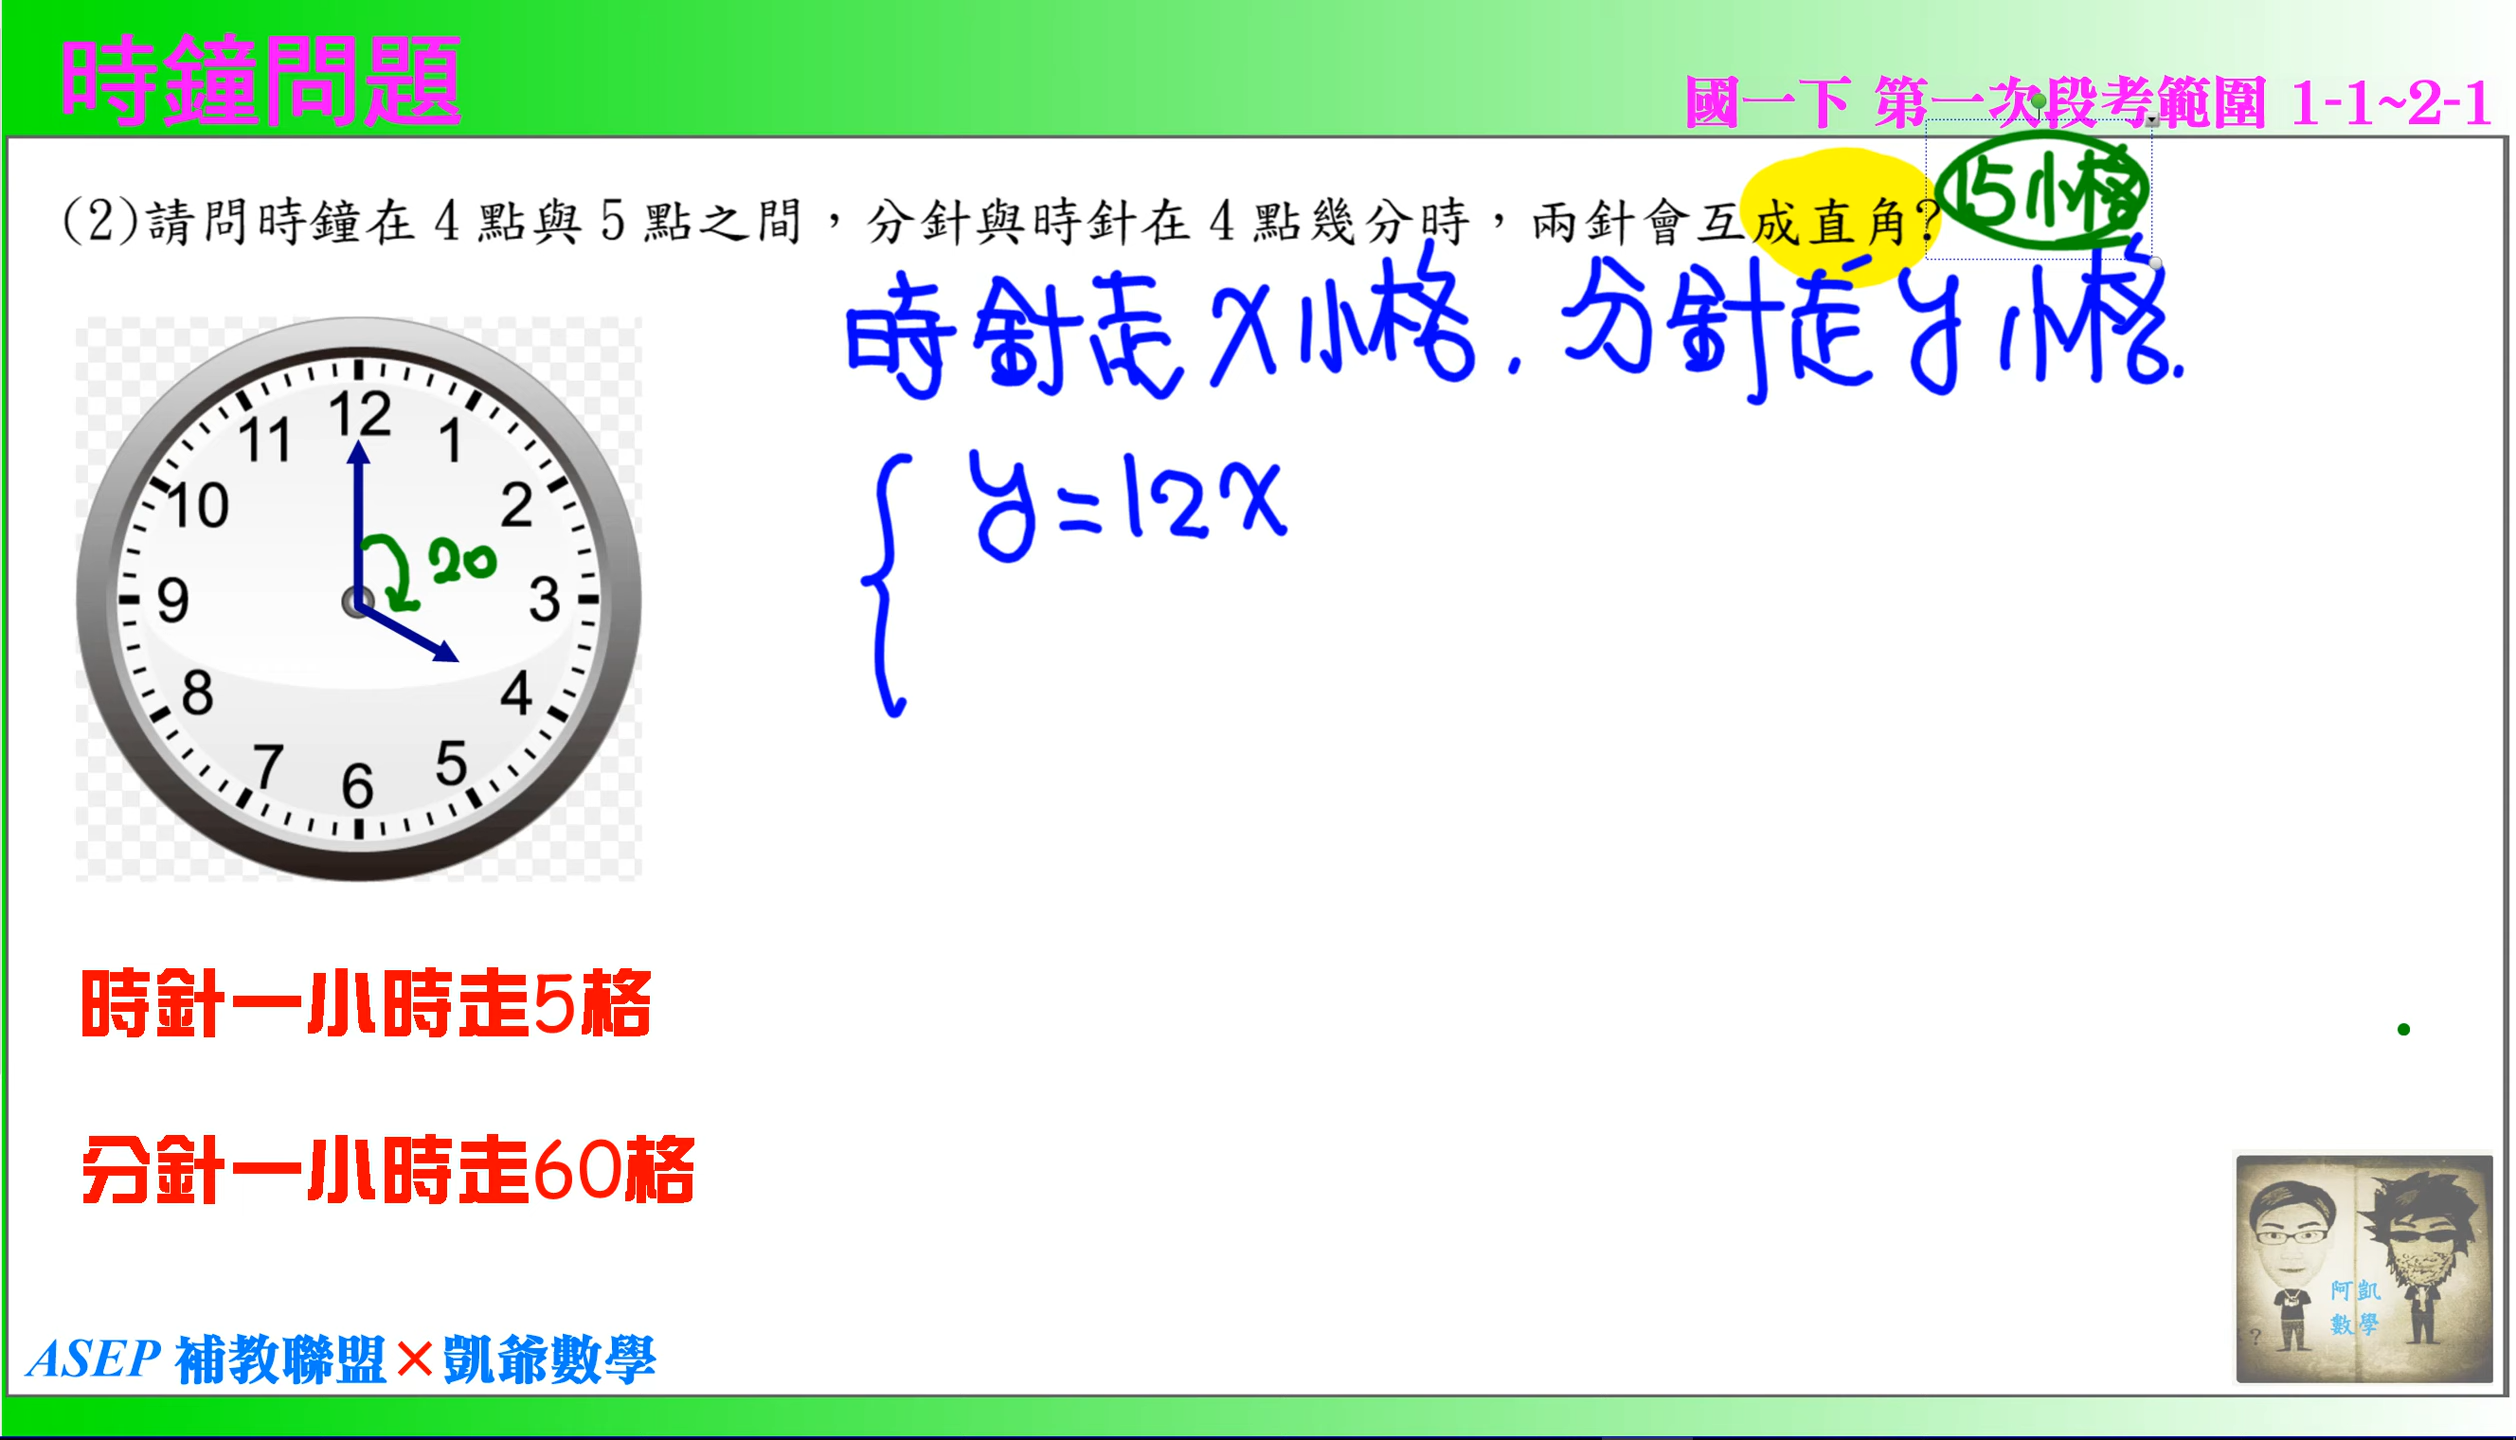 時鐘問題
國一下 第一次段考範圍 1-1~2-1
(2)請問時鐘在4點與5點之間，分針與時針在4點幾分時，兩針會互成直角?
15小格
時針走x小格.分針走y小格.
y=12x
12
11
1
10
2
20
9
3
8
4
7
5
6
時針一小時走5格
分針一小時走60格
ASEP 補教聯盟×凱爺數學
阿凱
數學
?